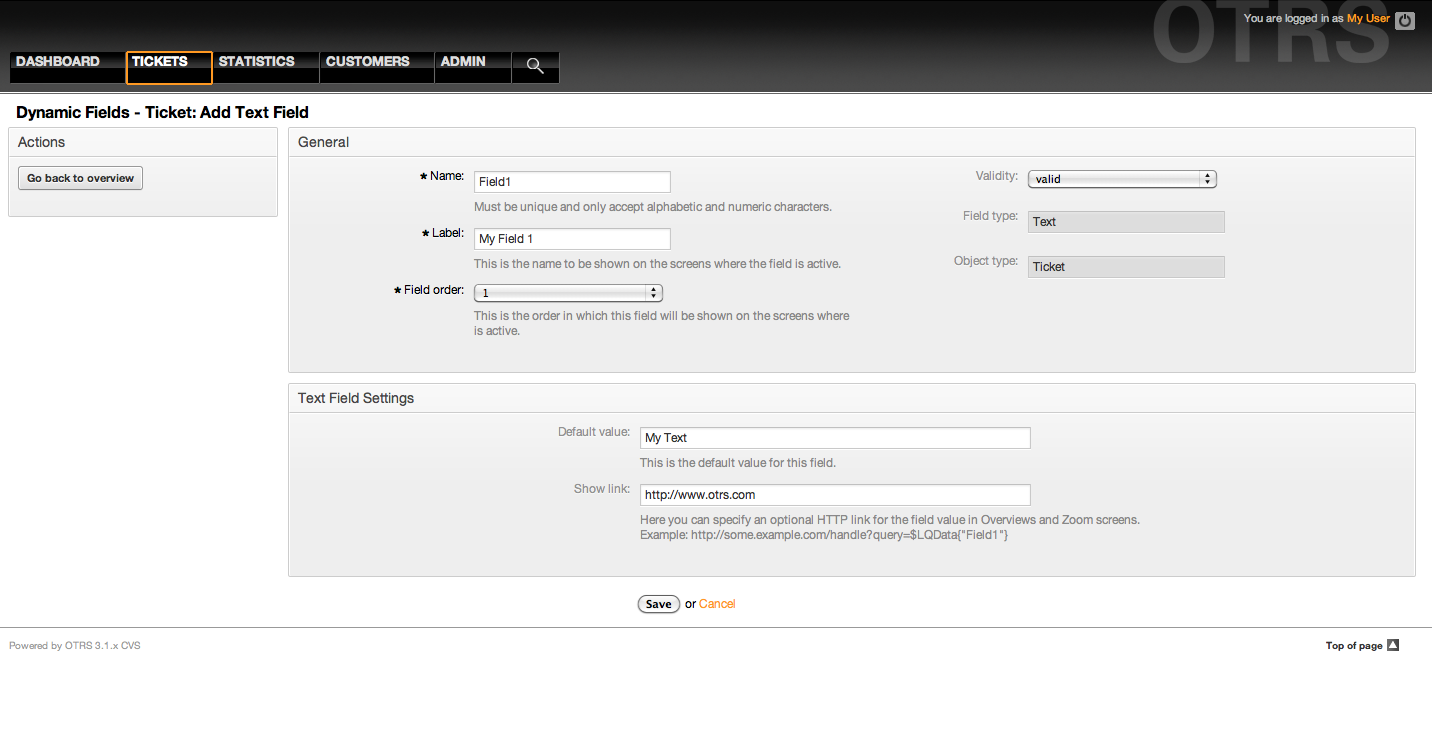 OTRS
You are logged in as My User
DASHBOARD TICKETS STATISTICS CUSTOMERS ADMIN
Dynamic Fields - Ticket: Add Text Field
Actions
Go back to overview
General
★ Name: Field1
Must be unique and only accept alphabetic and numeric characters.
★ Label: My Field 1
This is the name to be shown on the screens where the field is active.
★ Field order: 1
This is the order in which this field will be shown on the screens where
is active.
Validity: valid
Field type: Text
Object type: Ticket
Text Field Settings
Default value: My Text
This is the default value for this field.
Show link: http://www.otrs.com
Here you can specify an optional HTTP link for the field value in Overviews and Zoom screens.
Example: http://some.example.com/handle?query=$LQData{"Field1"}
Save or Cancel
Powered by OTRS 3.1.x CVS
Top of page